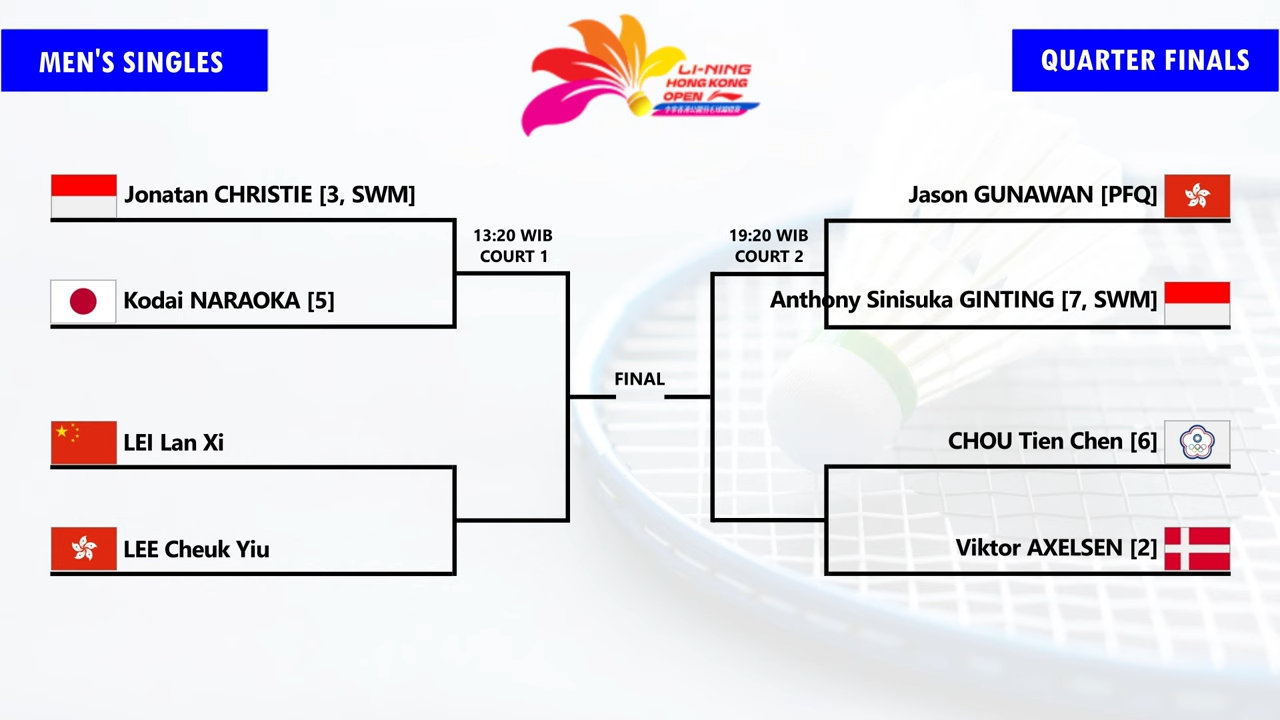 MEN'S SINGLES
LI-NING
HONG KONG
OPEN
QUARTER FINALS
Jonatan CHRISTIE [3, SWM]
Kodai NARAOKA [5]
13:20 WIB
COURT 1
LEI Lan Xi
LEE Cheuk Yiu
FINAL
Jason GUNAWAN [PFQ]
19:20 WIB
COURT 2
Anthony Sinisuka GINTING [7, SWM]
CHOU Tien Chen [6]
Viktor AXELSEN [2]